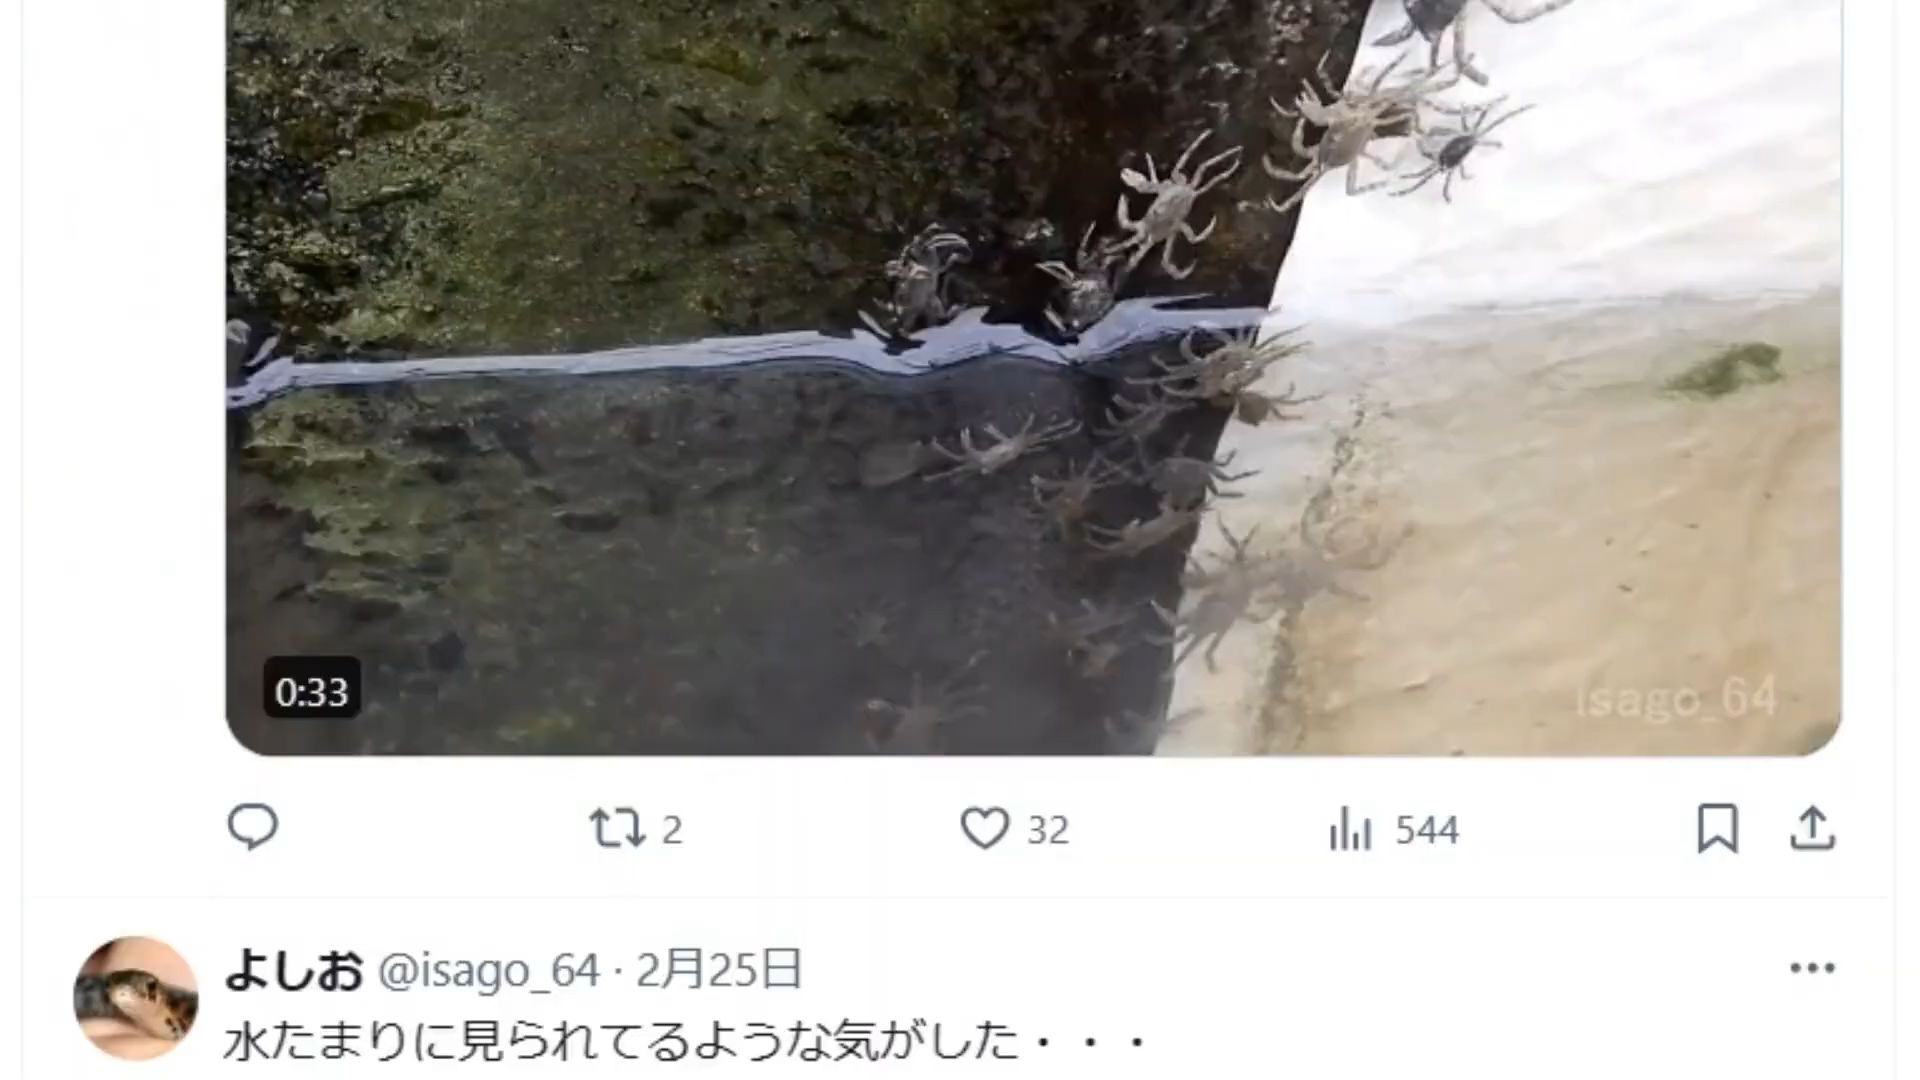 0:33
isago_64
2 32 544
よしお @isago_64 · 2月25日
水たまりに見られてるような気がした・・・